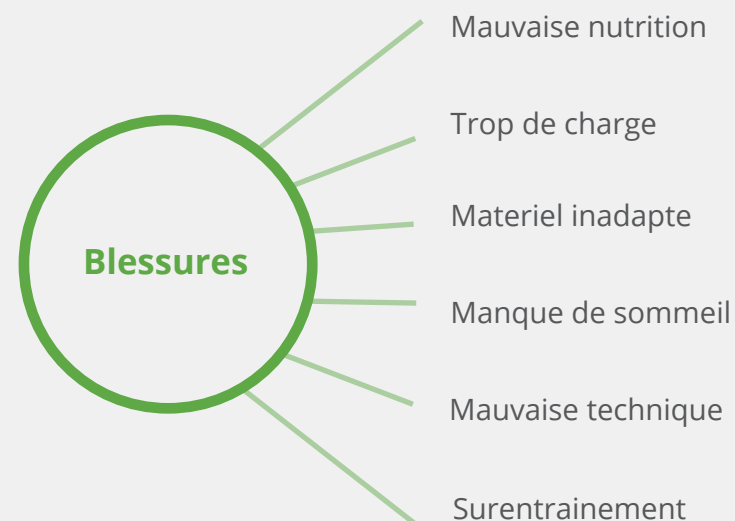 Mauvaise nutrition
Trop de charge
Materiel inadapte
Blessures
Manque de sommeil
Mauvaise technique
Surentrainement